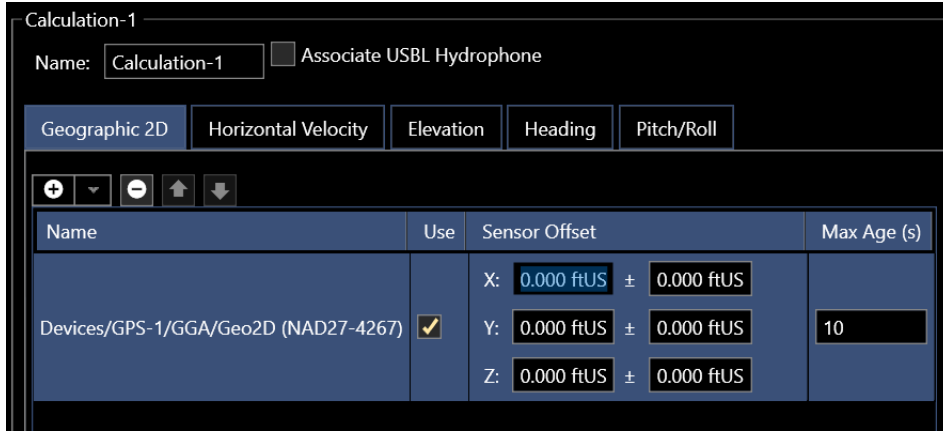 Calculation-1
Name: Calculation-1 Associate USBL Hydrophone
Geographic 2D Horizontal Velocity Elevation Heading Pitch/Roll
Name Use Sensor Offset Max Age (s)
X: 0.000 ftUS ± 0.000 ftUS
Devices/GPS-1/GGA/Geo2D (NAD27-4267) Y: 0.000 ftUS ± 0.000 ftUS 10
Z: 0.000 ftUS ± 0.000 ftUS